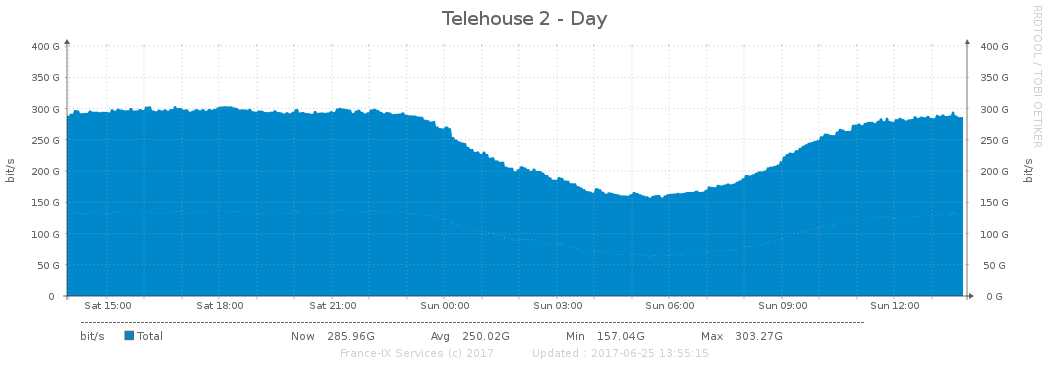 Telehouse 2 - Day
RRDTOOL / TOBI OETIKER
400 G 400 G
350 G 350 G
300 G 300 G
250 G 250 G
200 G 200 G
150 G 150 G
100 G 100 G
50 G 50 G
0 0 G
bit/s bit/s
Sat 15:00 Sat 18:00 Sat 21:00 Sun 00:00 Sun 03:00 Sun 06:00 Sun 09:00 Sun 12:00
bit/s Total Now 285.96G Avg 250.02G Min 157.04G Max 303.27G
France-IX Services (c) 2017 Updated : 2017-06-25 13:55:15